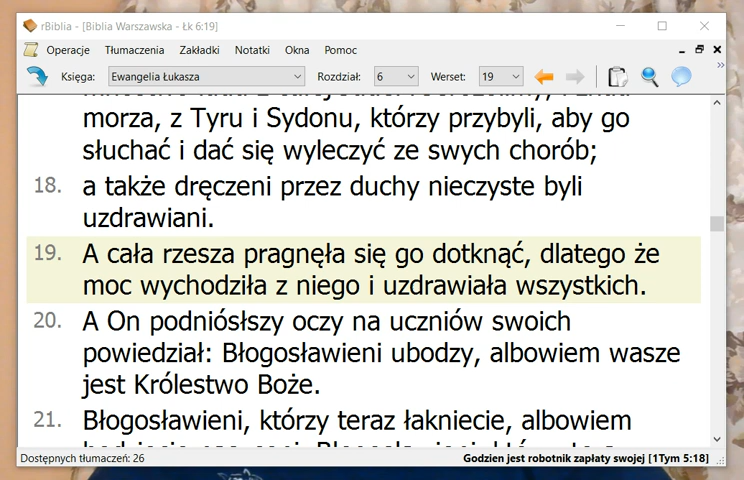 rBiblia - [Biblia Warszawska - Łk 6:19]
Operacje Tłumaczenia Zakładki Notatki Okna Pomoc
Księga: Ewangelia Łukasza Rozdział: 6 Werset: 19
morza, z Tyru i Sydonu, którzy przybyli, aby go
słuchać i dać się wyleczyć ze swych chorób;
18. a także dręczeni przez duchy nieczyste byli
uzdrawiani.
19. A cała rzesza pragnęła się go dotknąć, dlatego że
moc wychodziła z niego i uzdrawiała wszystkich.
20. A On podniósłszy oczy na uczniów swoich
powiedział: Błogosławieni ubodzy, albowiem wasze
jest Królestwo Boże.
21. Błogosławieni, którzy teraz łakniecie, albowiem
Dostępnych tłumaczeń: 26 Godzien jest robotnik zapłaty swojej [1Tym 5:18]